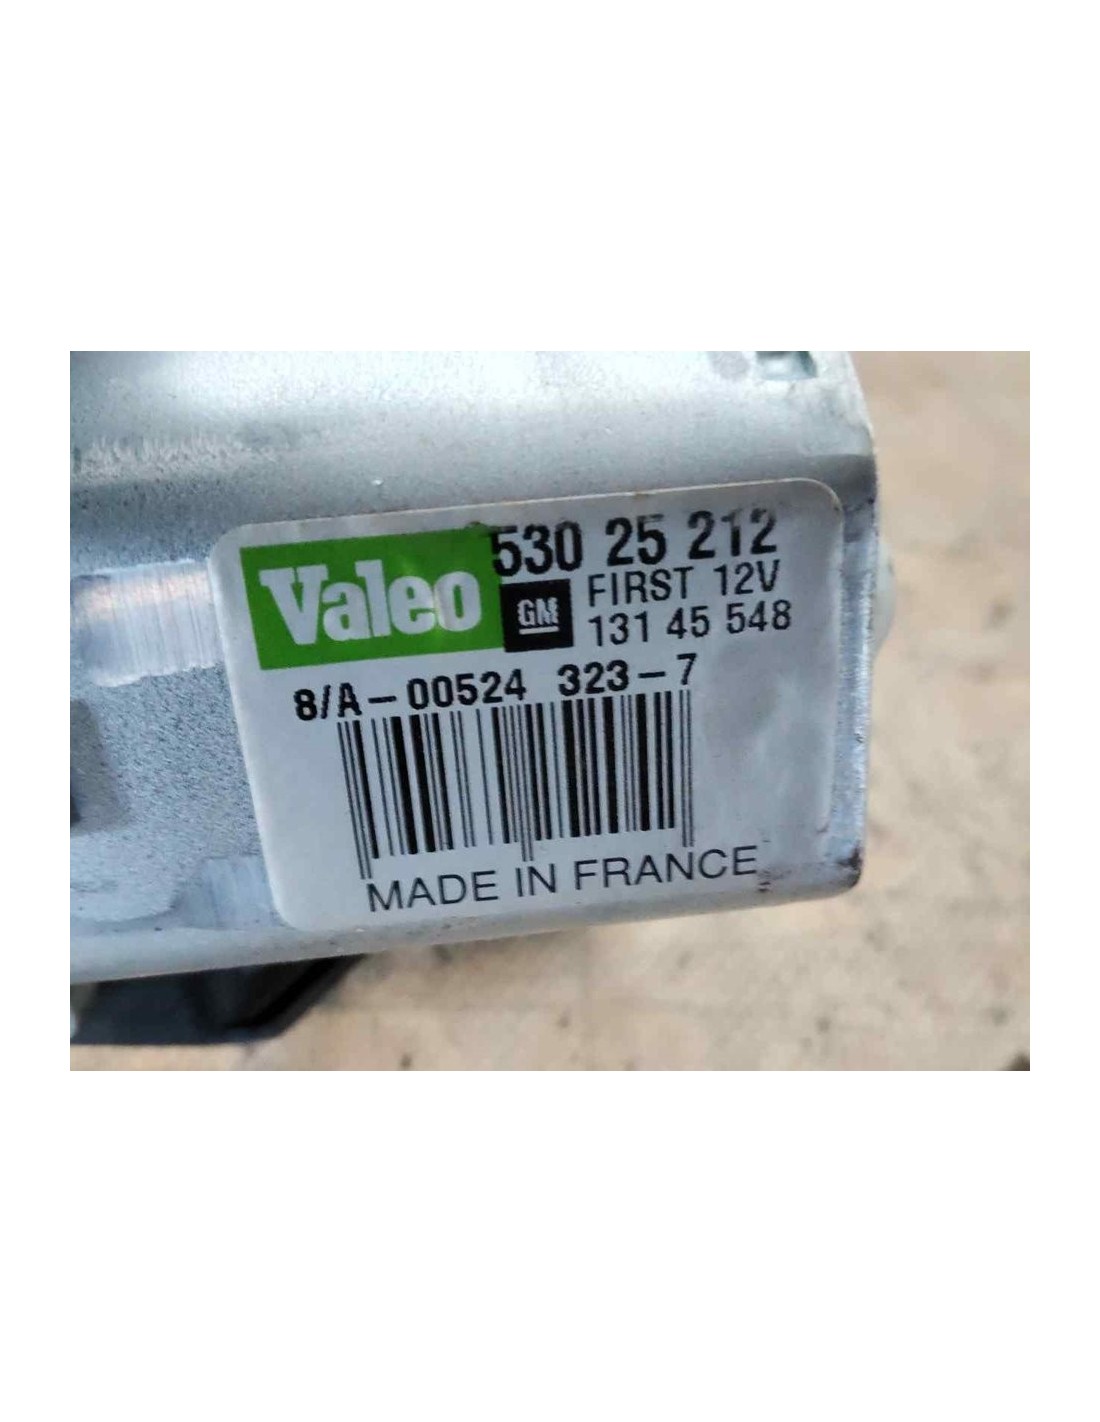 Valeo
530 25 212
GM
FIRST 12V
131 45 548
8/A-00524 323-7
MADE IN FRANCE